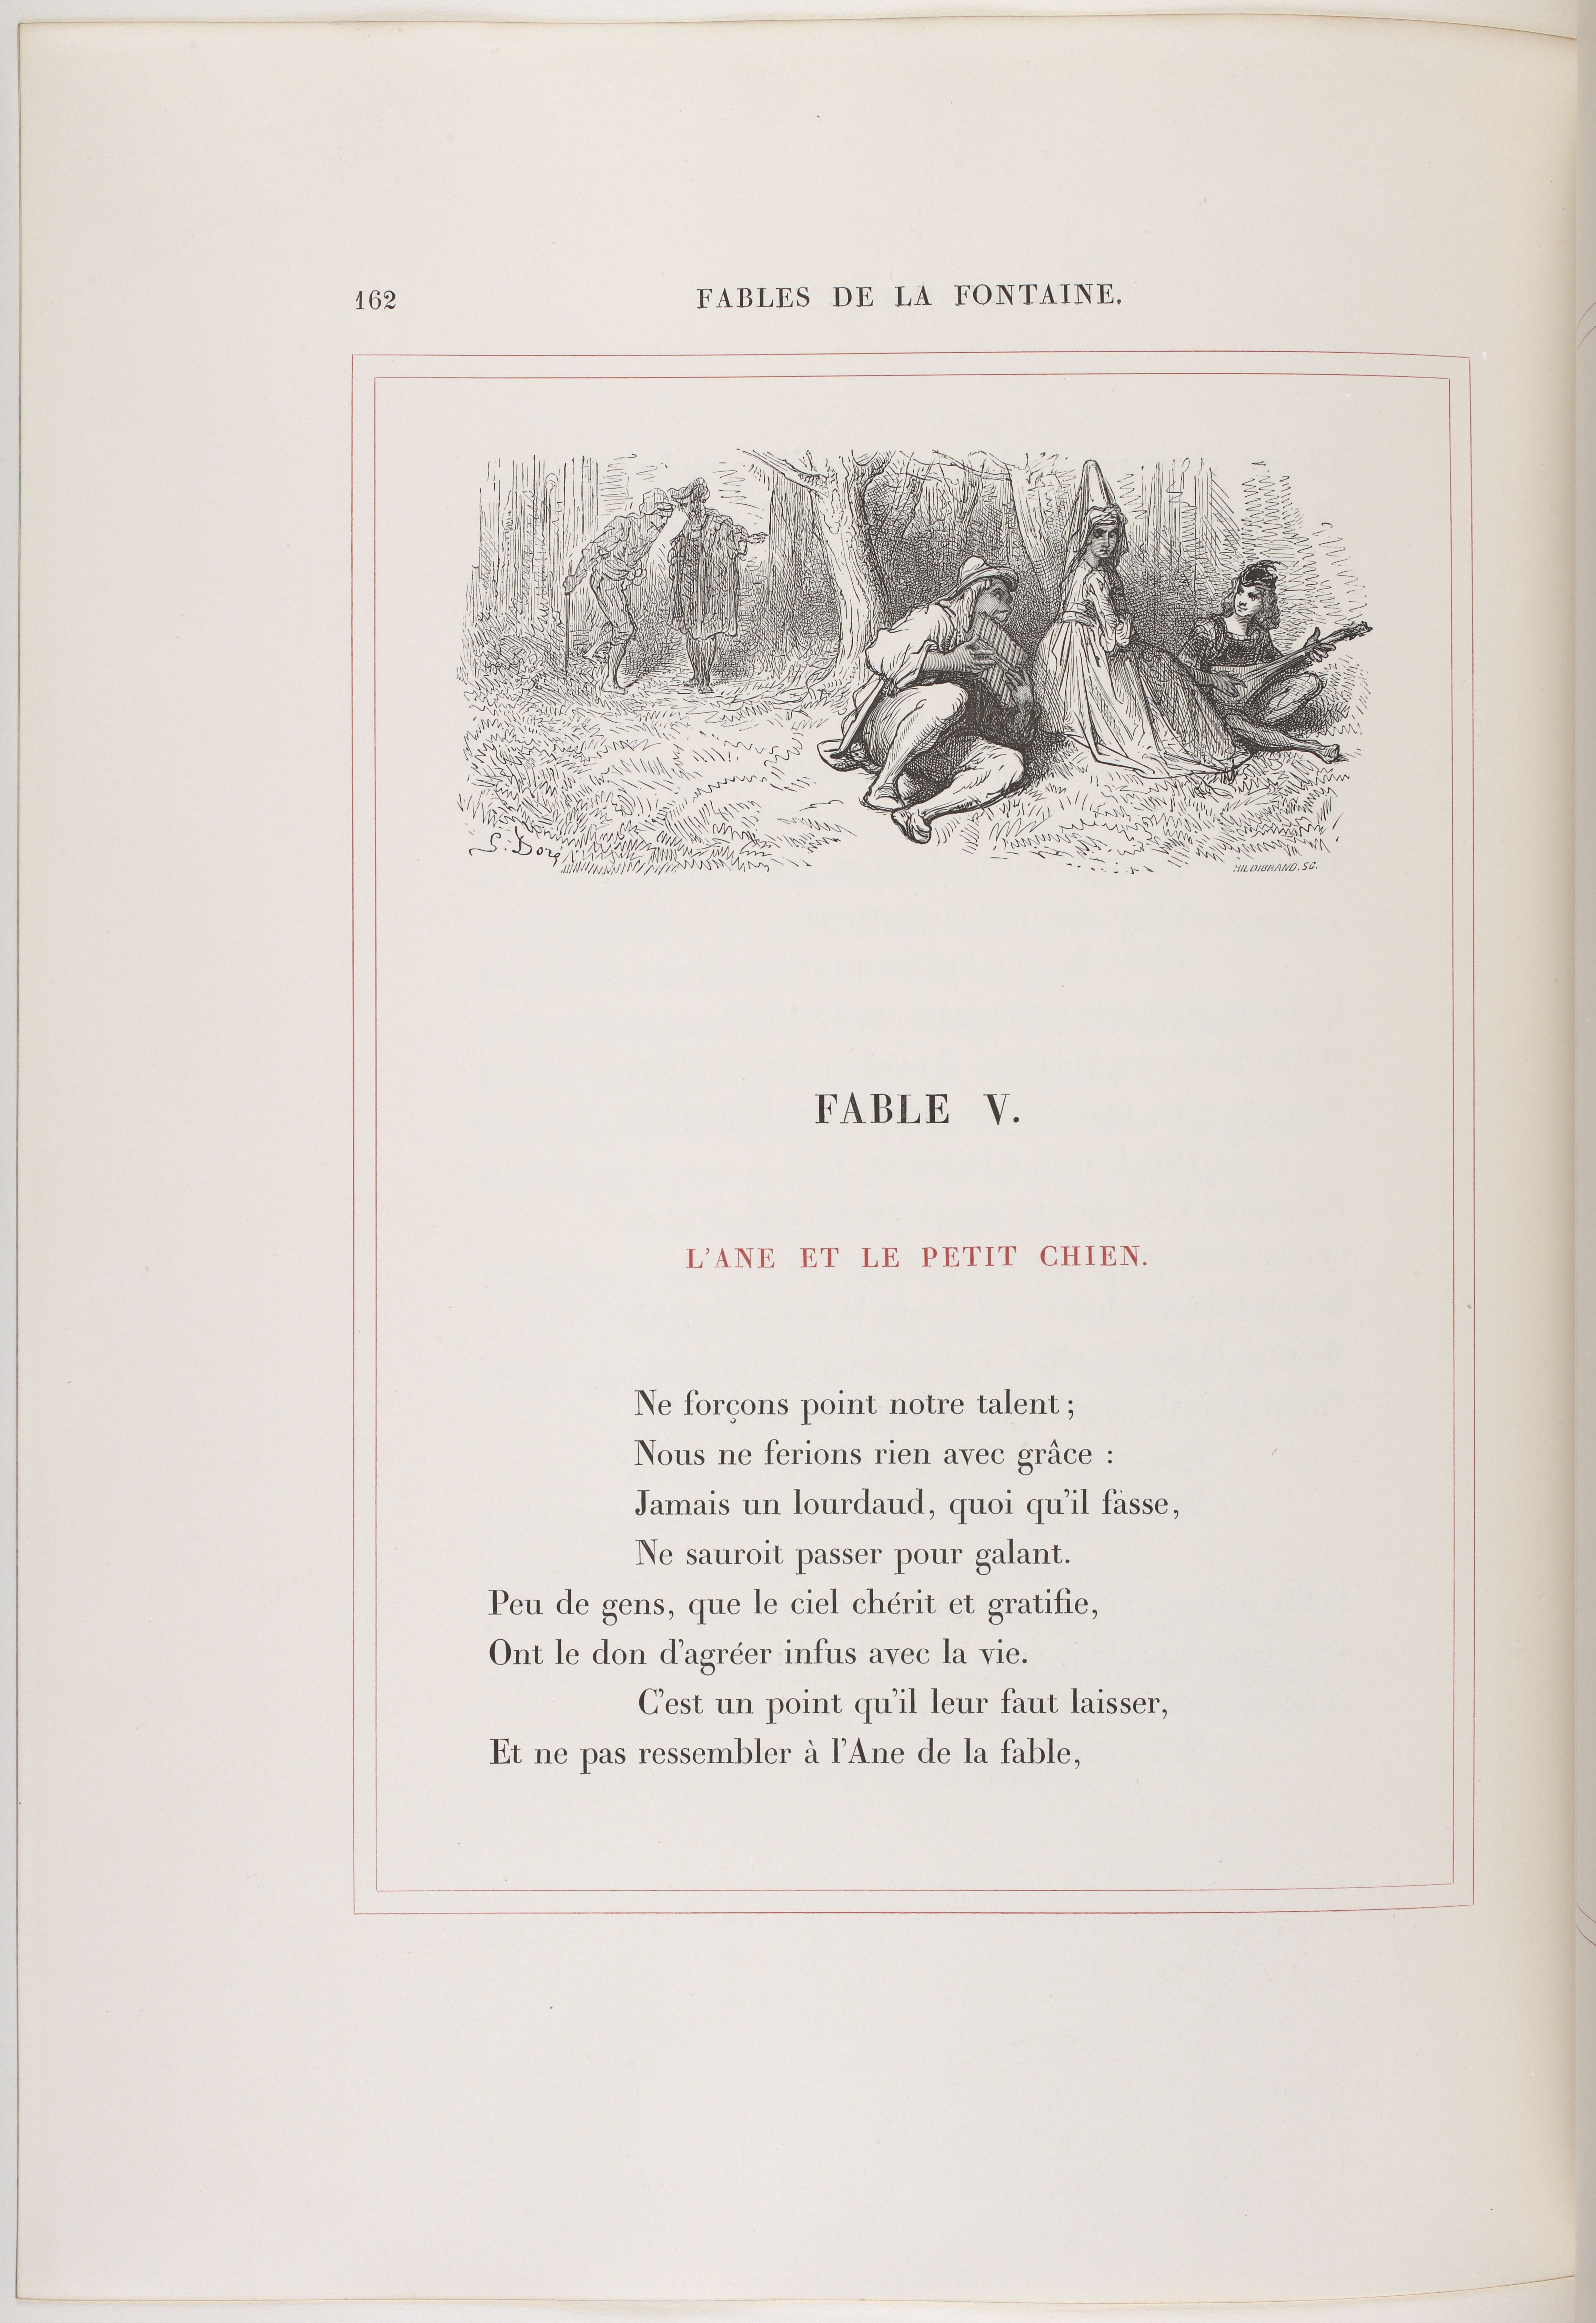 162
FABLES DE LA FONTAINE.
G. Doré
HILDIBRAND. SC.
FABLE V.
L'ANE ET LE PETIT CHIEN.
Ne forçons point notre talent ;
Nous ne ferions rien avec grâce :
Jamais un lourdaud, quoi qu'il fasse,
Ne sauroit passer pour galant.
Peu de gens, que le ciel chérit et gratifie,
Ont le don d'agréer infus avec la vie.
C'est un point qu'il leur faut laisser,
Et ne pas ressembler à l'Ane de la fable,